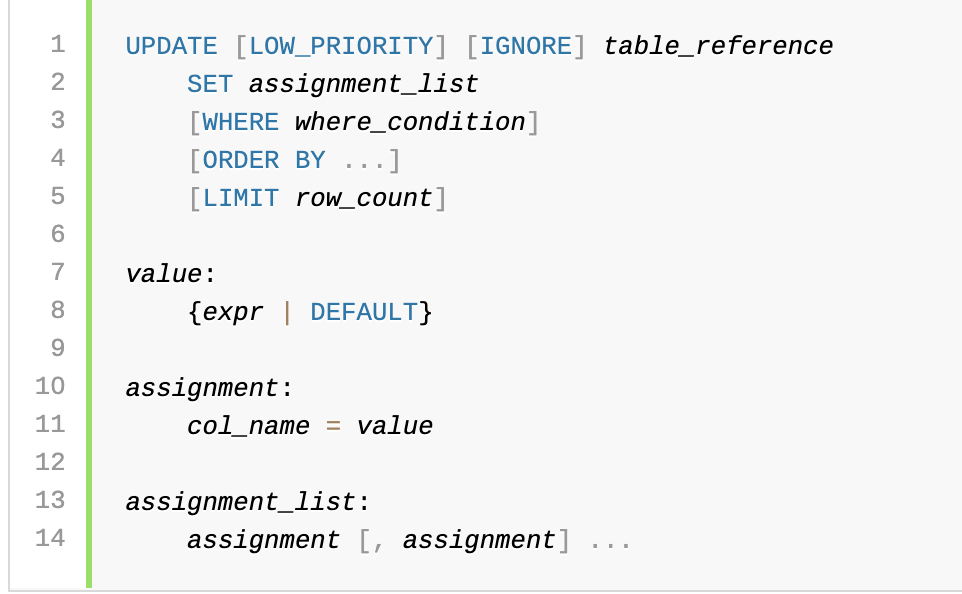 1 UPDATE [LOW_PRIORITY] [IGNORE] table_reference
2     SET assignment_list
3     [WHERE where_condition]
4     [ORDER BY ...]
5     [LIMIT row_count]
6
7 value:
8     {expr | DEFAULT}
9
10 assignment:
11     col_name = value
12
13 assignment_list:
14     assignment [, assignment] ...